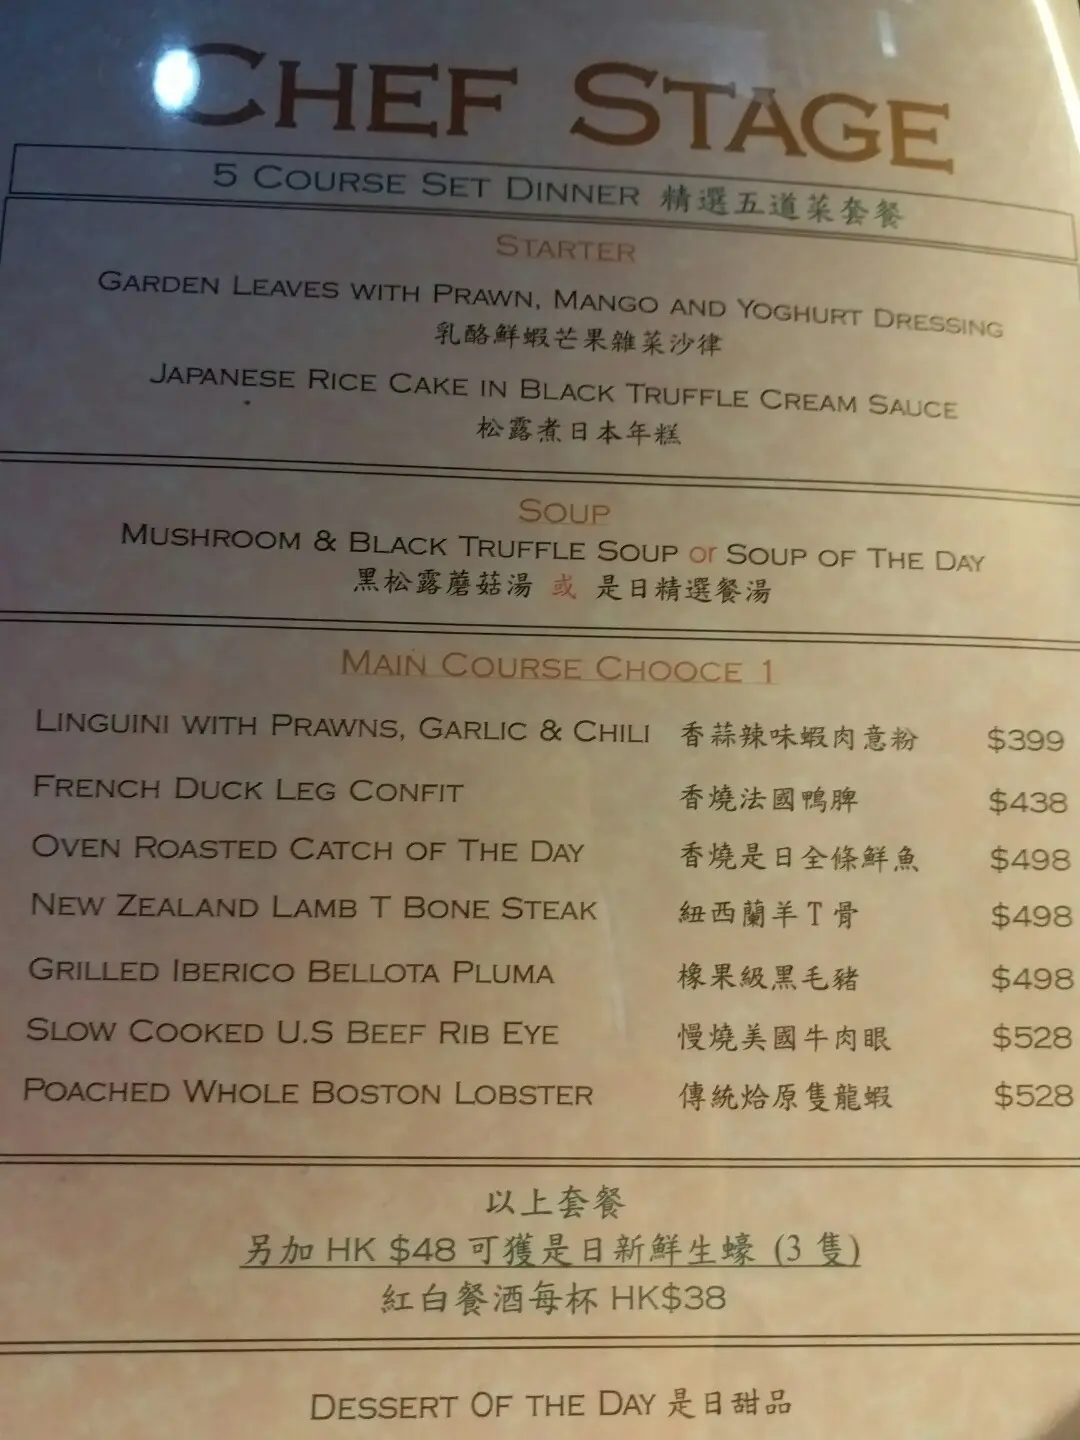 CHEF STAGE
5 COURSE SET DINNER 精選五道菜套餐
STARTER
GARDEN LEAVES WITH PRAWN, MANGO AND YOGHURT DRESSING
乳酪鮮蝦芒果雜菜沙律
JAPANESE RICE CAKE IN BLACK TRUFFLE CREAM SAUCE
松露煮日本年糕
SOUP
MUSHROOM & BLACK TRUFFLE SOUP or SOUP OF THE DAY
黑松露蘑菇湯 或 是日精選餐湯
MAIN COURSE CHOOCE 1
LINGUINI WITH PRAWNS, GARLIC & CHILI 香蒜辣味蝦肉意粉 $399
FRENCH DUCK LEG CONFIT 香燒法國鴨脾 $438
OVEN ROASTED CATCH OF THE DAY 香燒是日全條鮮魚 $498
NEW ZEALAND LAMB T BONE STEAK 紐西蘭羊T骨 $498
GRILLED IBERICO BELLOTA PLUMA 橡果級黑毛豬 $498
SLOW COOKED U.S BEEF RIB EYE 慢燒美國牛肉眼 $528
POACHED WHOLE BOSTON LOBSTER 傳統烚原隻龍蝦 $528
以上套餐
另加 HK $48 可獲是日新鮮生蠔 (3 隻)
紅白餐酒每杯 HK$38
DESSERT OF THE DAY 是日甜品